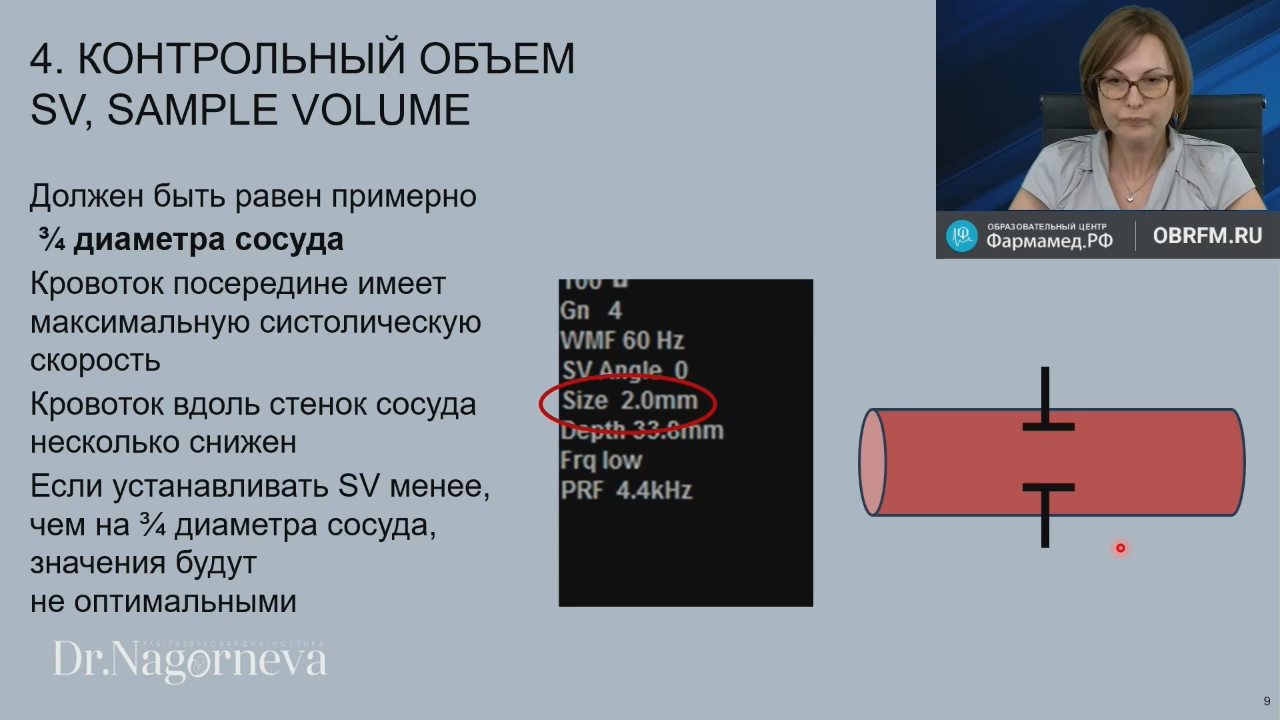 4. КОНТРОЛЬНЫЙ ОБЪЕМ
SV, SAMPLE VOLUME
Должен быть равен примерно
¾ диаметра сосуда
Кровоток посередине имеет
максимальную систолическую
скорость
Кровоток вдоль стенок сосуда
несколько снижен
Если устанавливать SV менее,
чем на ¾ диаметра сосуда,
значения будут
не оптимальными
Gn 4
WMF 60 Hz
SV Angle 0
Size 2.0mm
Depth 33.8mm
Frq low
PRF 4.4kHz
ОБРАЗОВАТЕЛЬНЫЙ ЦЕНТР
Фармамед.РФ
OBRFM.RU
УЛЬТРАЗВУКОВАЯ ДИАГНОСТИКА
Dr.Nagorneva
9